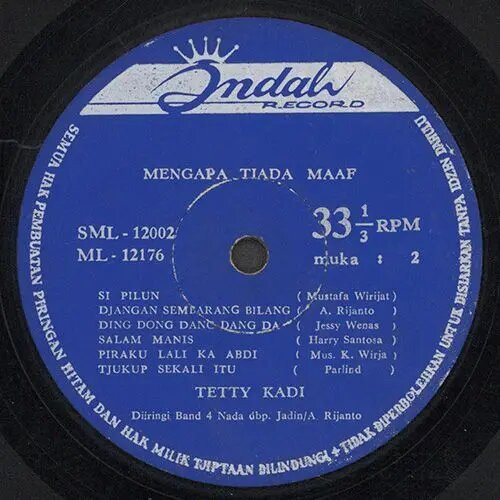 Indah
RECORD
MENGAPA TIADA MAAF
SML - 12002
ML - 12176
33 1/3 RPM
muka : 2
SI PILUN ( Mustafa Wirijat )
DJANGAN SEMBARANG BILANG ( A. Rijanto )
DING DONG DANG DANG DA ( Jessy Wenas )
SALAM MANIS ( Harry Santosa )
PIRAKU LALI KA ABDI ( Mus. K. Wirja )
TJUKUP SEKALI ITU ( Parlind )
TETTY KADI
Diiringi Band 4 Nada dbp. Jadin/A. Rijanto
SEMUA HAK PEMBUATAN PIRINGAN HITAM DAN HAK MILIK TJIPTAAN DILINDUNGI + TIDAK DIPERBOLEHKAN UNTUK DISIARKAN TANPA IDZIN DAHULU